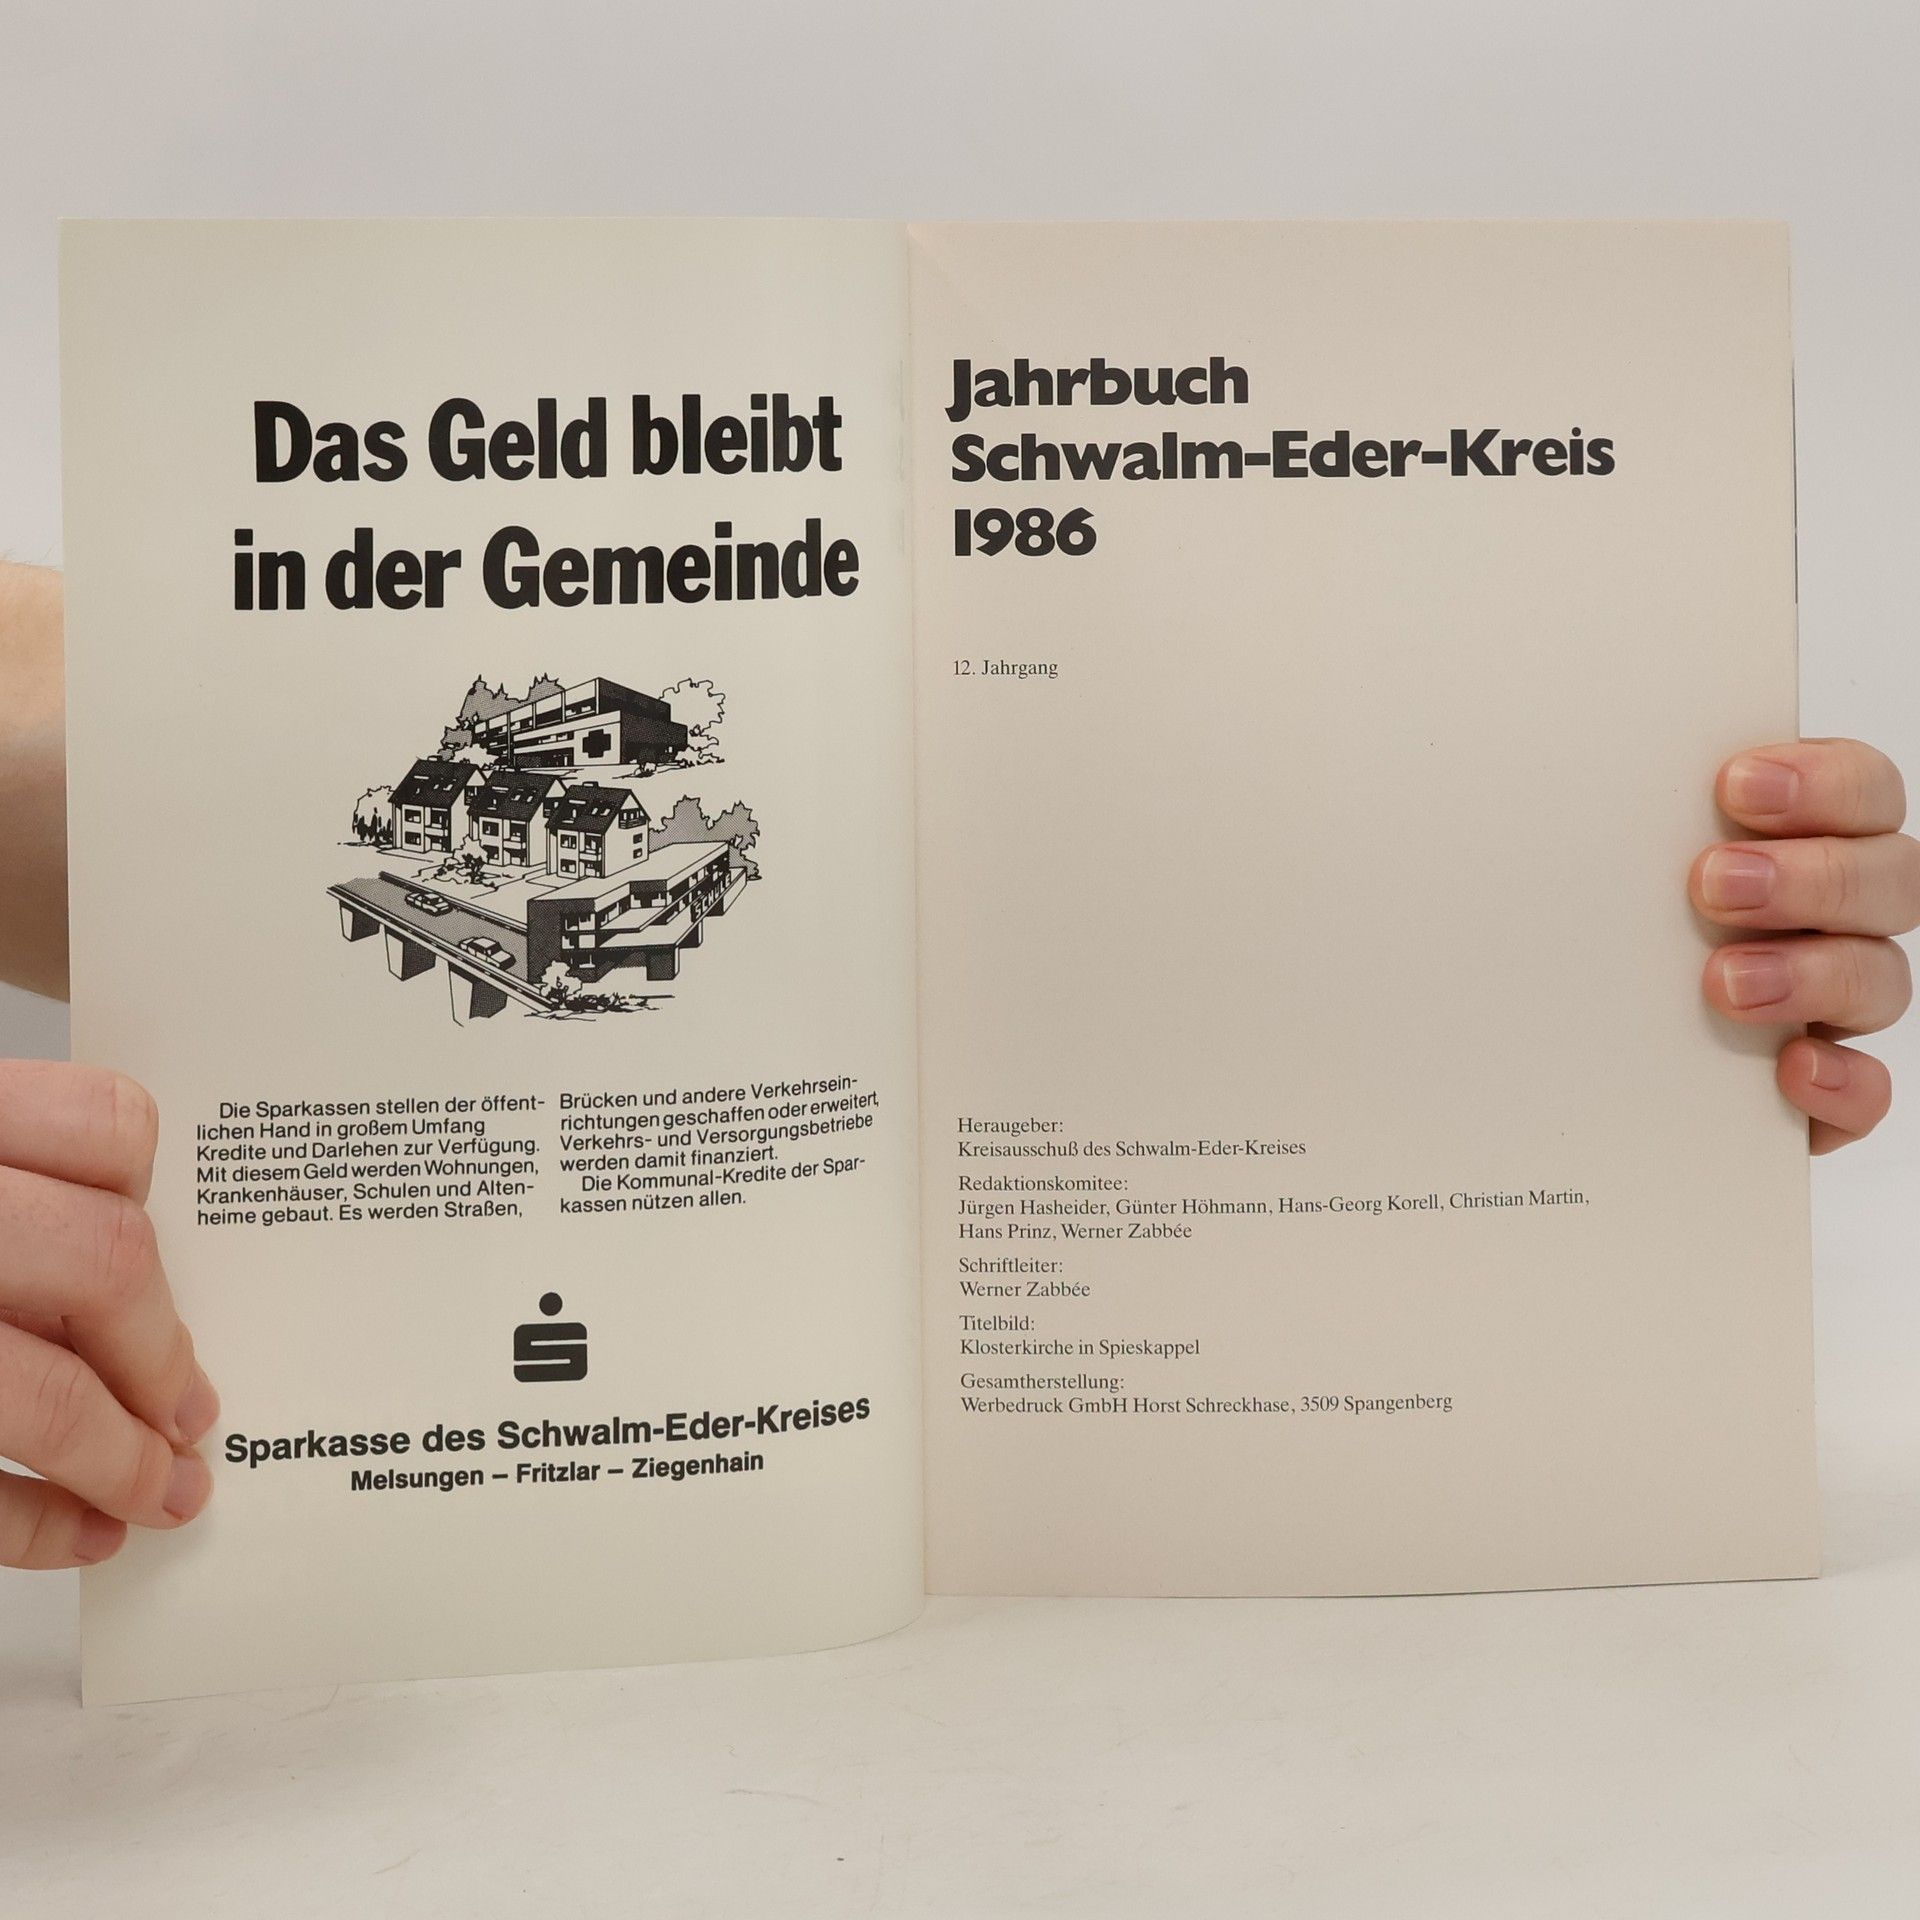 Das Geld bleibt
in der Gemeinde
SCHULE
Die Sparkassen stellen der öffent-
lichen Hand in großem Umfang
Kredite und Darlehen zur Verfügung.
Mit diesem Geld werden Wohnungen,
Krankenhäuser, Schulen und Alten-
heime gebaut. Es werden Straßen,
Brücken und andere Verkehrsein-
richtungen geschaffen oder erweitert,
Verkehrs- und Versorgungsbetriebe
werden damit finanziert.
Die Kommunal-Kredite der Spar-
kassen nützen allen.
Sparkasse des Schwalm-Eder-Kreises
Melsungen – Fritzlar – Ziegenhain
Jahrbuch
Schwalm-Eder-Kreis
1986
12. Jahrgang
Heraugeber:
Kreisausschuß des Schwalm-Eder-Kreises
Redaktionskomitee:
Jürgen Hasheider, Günter Höhmann, Hans-Georg Korell, Christian Martin,
Hans Prinz, Werner Zabbée
Schriftleiter:
Werner Zabbée
Titelbild:
Klosterkirche in Spieskappel
Gesamtherstellung:
Werbedruck GmbH Horst Schreckhase, 3509 Spangenberg